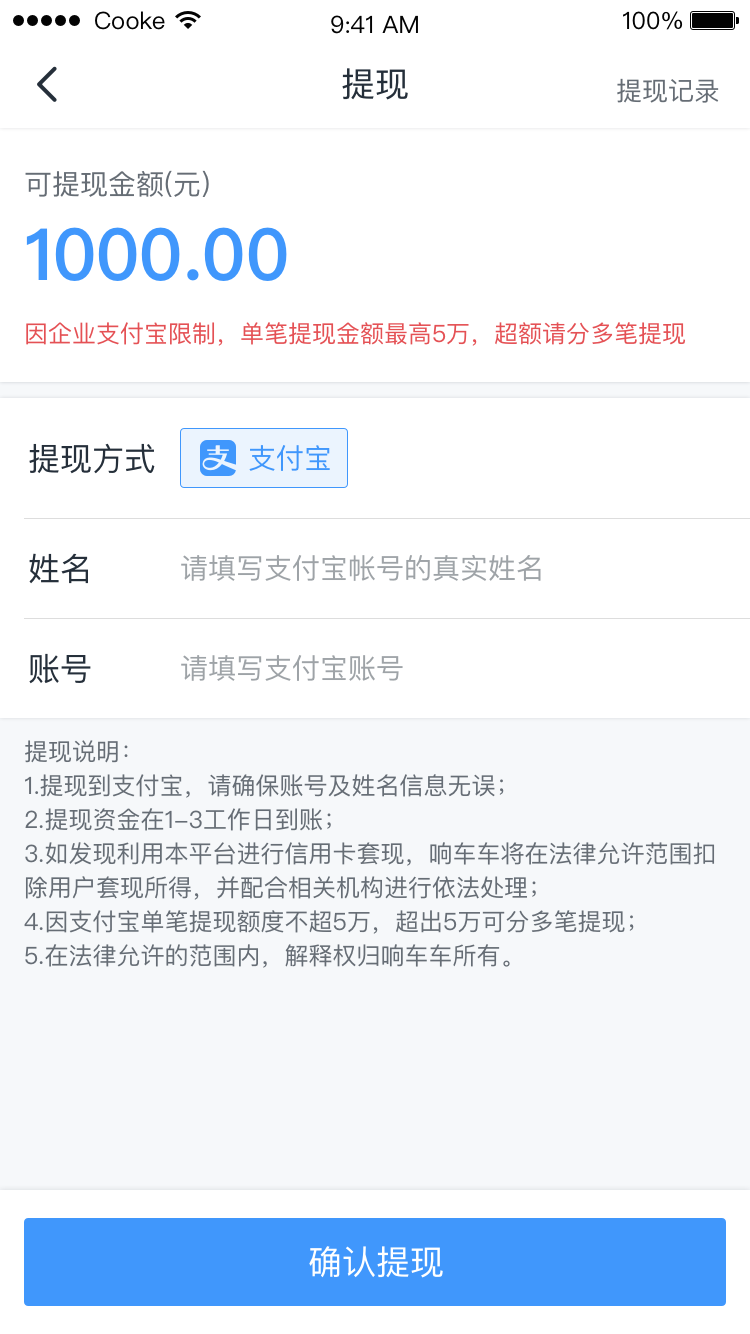 ●●●●● Cooke 9:41 AM 100%
提现 提现记录
可提现金额(元)
1000.00
因企业支付宝限制，单笔提现金额最高5万，超额请分多笔提现
提现方式 支 支付宝
姓名 请填写支付宝帐号的真实姓名
账号 请填写支付宝账号
提现说明：
1.提现到支付宝，请确保账号及姓名信息无误；
2.提现资金在1–3工作日到账；
3.如发现利用本平台进行信用卡套现，响车车将在法律允许范围扣
除用户套现所得，并配合相关机构进行依法处理；
4.因支付宝单笔提现额度不超5万，超出5万可分多笔提现；
5.在法律允许的范围内，解释权归响车车所有。
确认提现